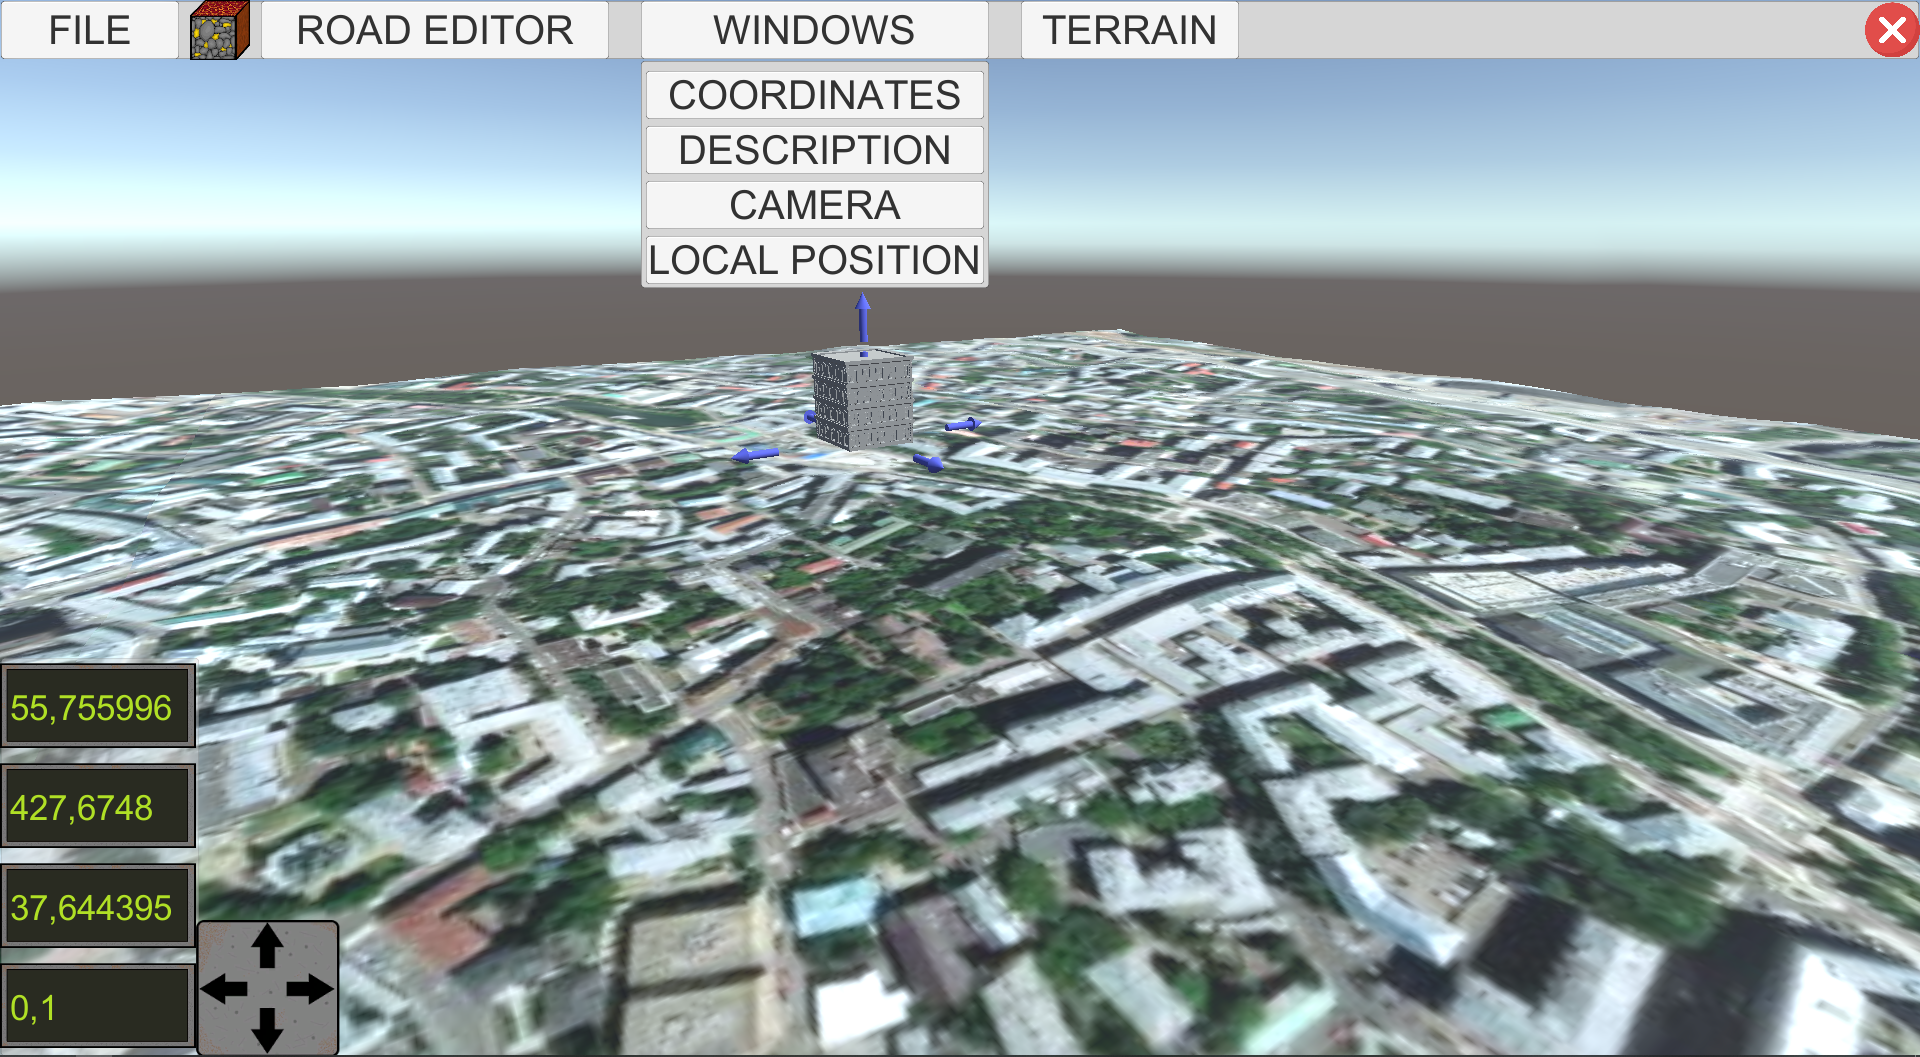 FILE
ROAD EDITOR
WINDOWS
TERRAIN
COORDINATES
DESCRIPTION
CAMERA
LOCAL POSITION
55,755996
427,6748
37,644395
0,1